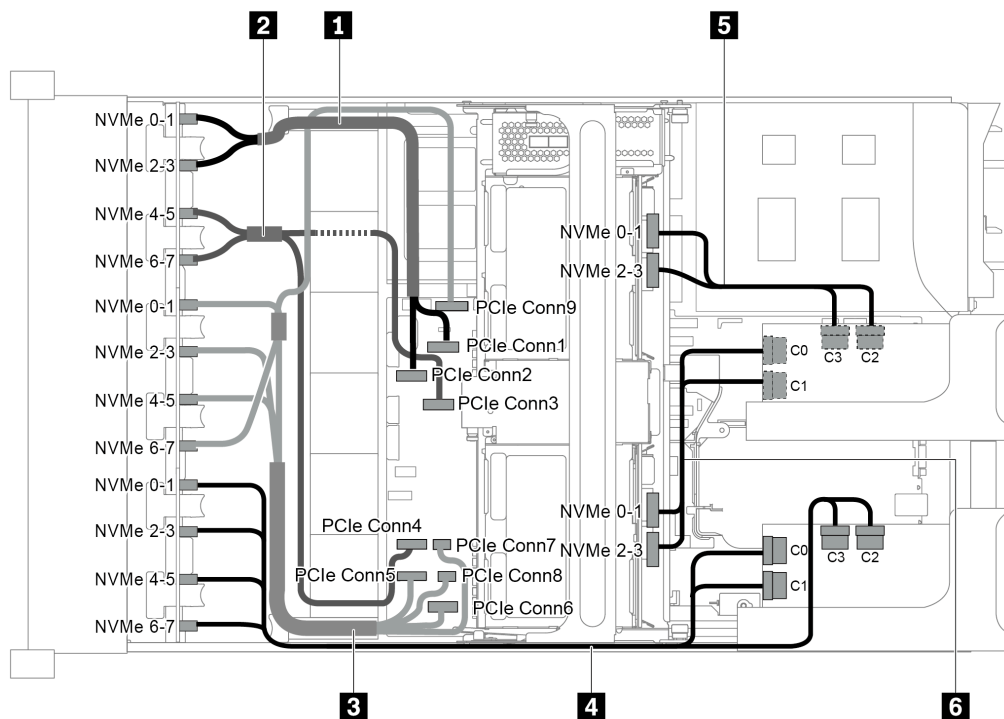 2
1
5
NVMe 0-1
NVMe 2-3
NVMe 4-5
NVMe 6-7
NVMe 0-1
NVMe 2-3
NVMe 4-5
NVMe 6-7
NVMe 0-1
NVMe 2-3
NVMe 4-5
NVMe 6-7
PCIe Conn9
PCIe Conn1
PCIe Conn2
PCIe Conn3
PCIe Conn4
PCIe Conn7
PCIe Conn5
PCIe Conn8
PCIe Conn6
NVMe 0-1
NVMe 2-3
NVMe 0-1
NVMe 2-3
C0
C3
C2
C1
C0
C3
C2
C1
3
4
6